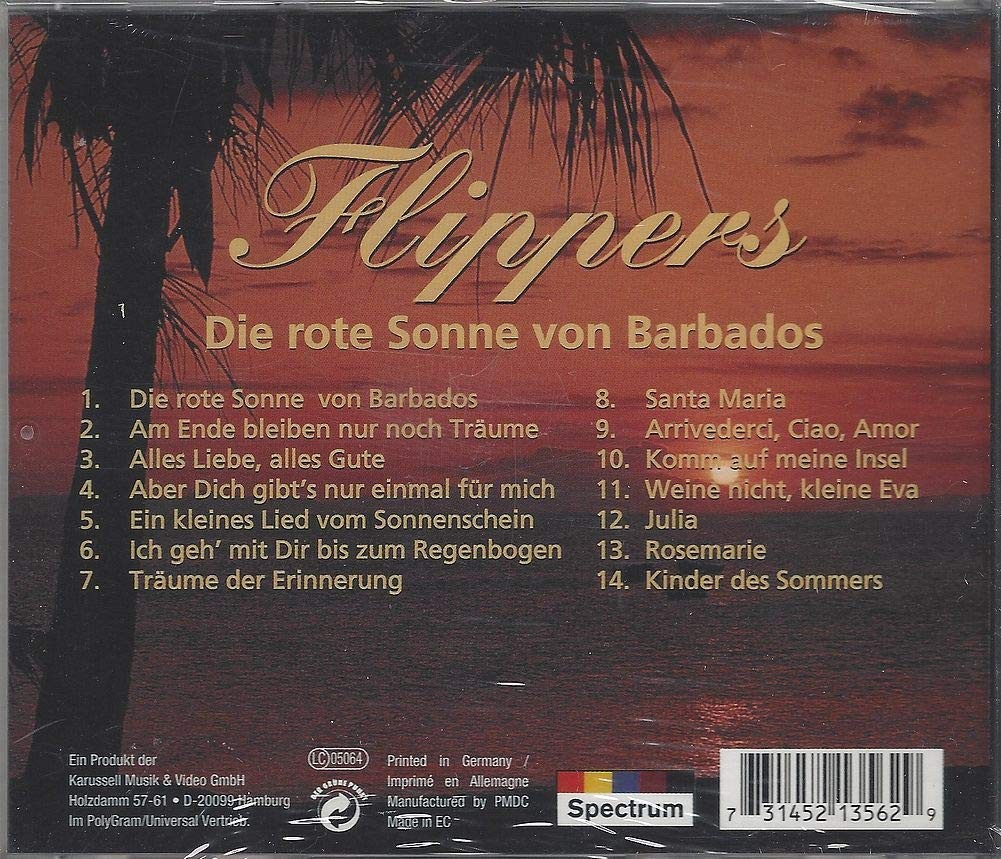 Flippers
Die rote Sonne von Barbados
1. Die rote Sonne von Barbados
2. Am Ende bleiben nur noch Träume
3. Alles Liebe, alles Gute
4. Aber Dich gibt's nur einmal für mich
5. Ein kleines Lied vom Sonnenschein
6. Ich geh' mit Dir bis zum Regenbogen
7. Träume der Erinnerung
8. Santa Maria
9. Arrivederci, Ciao, Amor
10. Komm auf meine Insel
11. Weine nicht, kleine Eva
12. Julia
13. Rosemarie
14. Kinder des Sommers
Ein Produkt der
Karussell Musik & Video GmbH
Holzdamm 57-61 • D-20099 Hamburg
Im PolyGram/Universal Vertrieb.
LC 05064
DER GRÜNE PUNKT
Printed in Germany /
Imprimé en Allemagne
Manufactured by PMDC
Made in EC
Spectrum
7 31452 13562 9